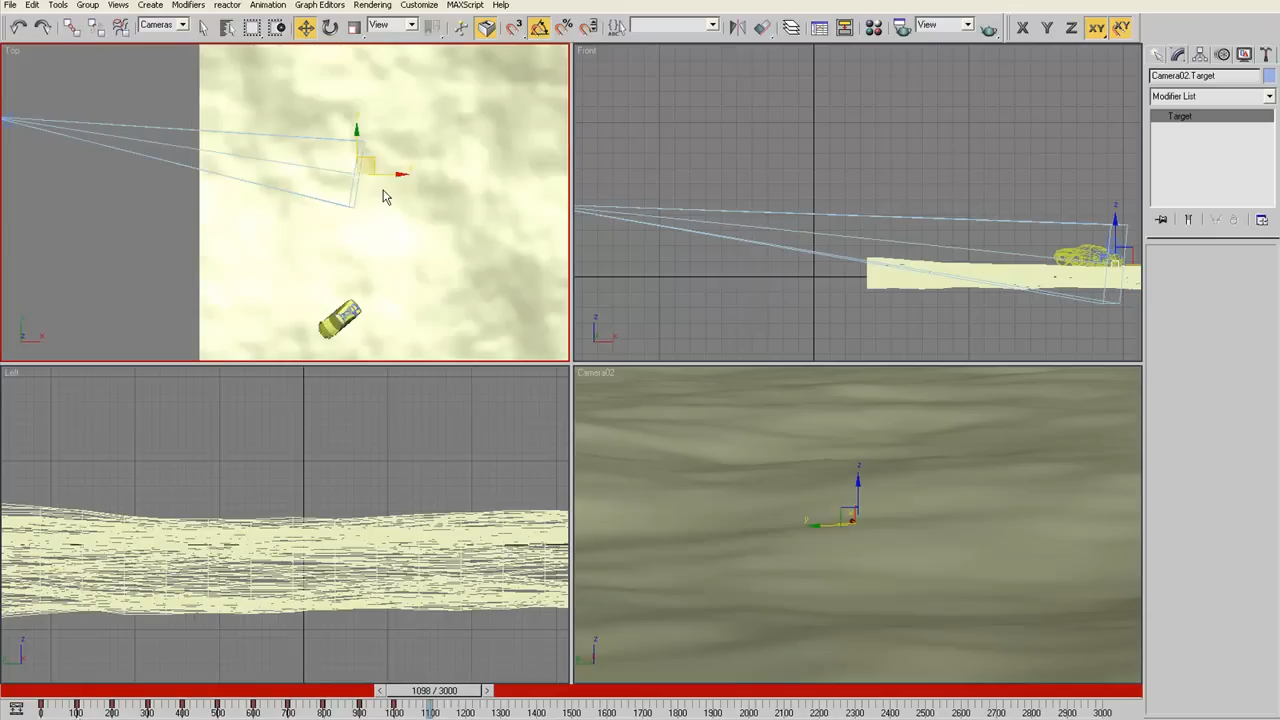 File Edit Tools Group Views Create Modifiers reactor Animation Graph Editors Rendering Customize MAXScript Help
Cameras View View X Y Z XY XY
Top Front
Camera02.Target
Modifier List
Target
Left Camera02
1098 / 3000
0 100 200 300 400 500 600 700 800 900 1000 1100 1200 1300 1400 1500 1600 1700 1800 1900 2000 2100 2200 2300 2400 2500 2600 2700 2800 2900 3000